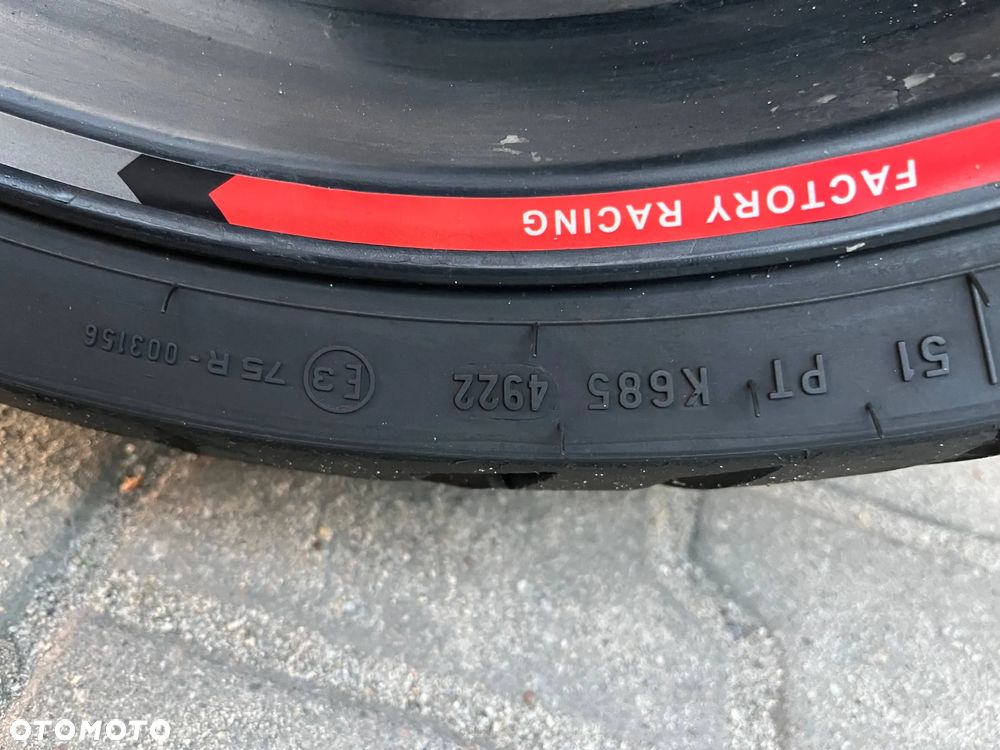 FACTORY RACING
51 PT K685 4922 E3 75R-003156
OTOMOTO